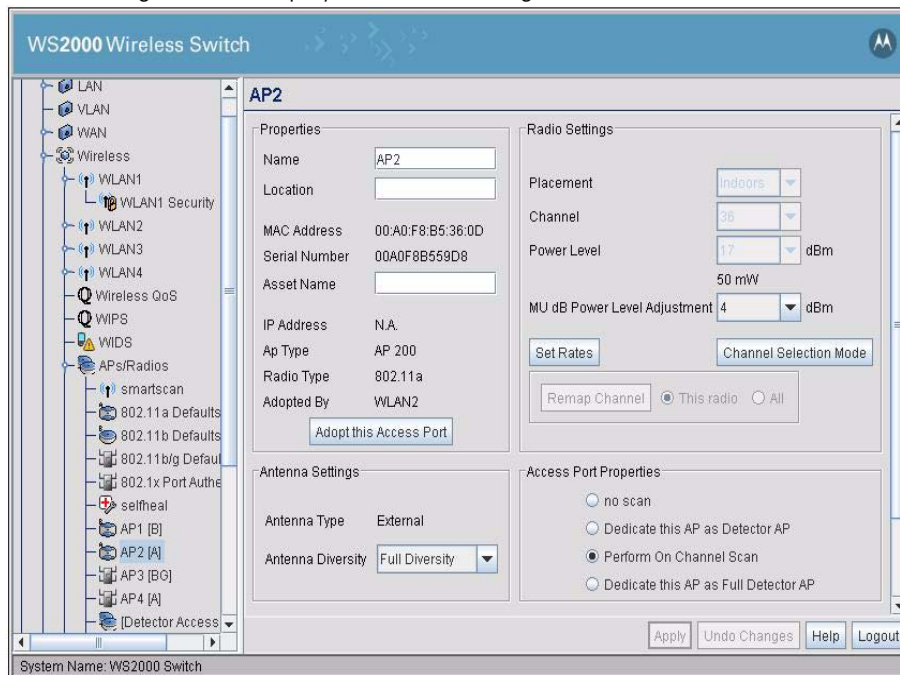 WS2000 Wireless Switch
LAN
VLAN
WAN
Wireless
WLAN1
WLAN1 Security
WLAN2
WLAN3
WLAN4
Wireless QoS
WIPS
WIDS
APs/Radios
smartscan
802.11a Defaults
802.11b Defaults
802.11b/g Defaul
802.1x Port Authe
selfheal
AP1 [B]
AP2 [A]
AP3 [BG]
AP4 [A]
[Detector Access
AP2
Properties
Name AP2
Location
MAC Address 00:A0:F8:B5:36:0D
Serial Number 00A0F8B559D8
Asset Name
IP Address N.A.
Ap Type AP 200
Radio Type 802.11a
Adopted By WLAN2
Adopt this Access Port
Antenna Settings
Antenna Type External
Antenna Diversity Full Diversity
Radio Settings
Placement Indoors
Channel 36
Power Level 17 dBm
50 mW
MU dB Power Level Adjustment 4 dBm
Set Rates Channel Selection Mode
Remap Channel This radio All
Access Port Properties
no scan
Dedicate this AP as Detector AP
Perform On Channel Scan
Dedicate this AP as Full Detector AP
Apply Undo Changes Help Logout
System Name: WS2000 Switch